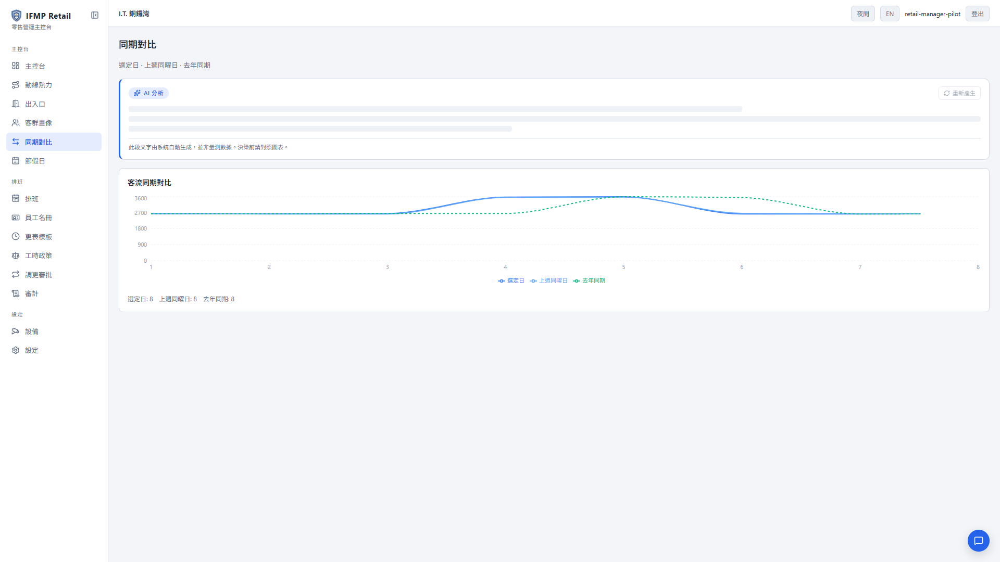 IFMP Retail
零售營運主控台
主控台
主控台
動線熱力
出入口
客群畫像
同期對比
節假日
排班
排班
員工名冊
更表模板
工時政策
調更審批
審計
設定
設備
設定
I.T. 銅鑼灣
夜間
EN
retail-manager-pilot
登出
同期對比
選定日 · 上週同曜日 · 去年同期
AI 分析
重新產生
此段文字由系統自動生成，並非量測數據。決策前請對照圖表。
客流同期對比
3600
2700
1800
900
0
1 2 3 4 5 6 7 8
選定日 上週同曜日 去年同期
選定日: 8 上週同曜日: 8 去年同期: 8